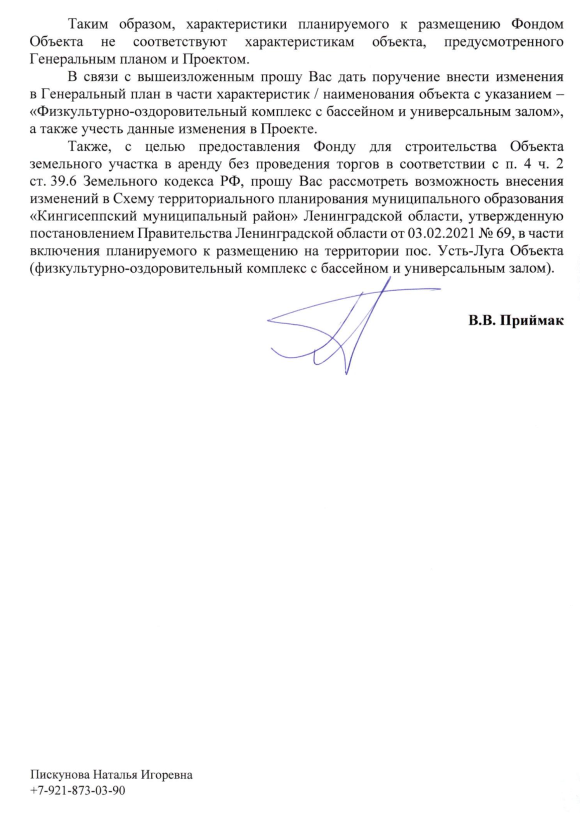 Таким образом, характеристики планируемого к размещению Фондом
Объекта не соответствуют характеристикам объекта, предусмотренного
Генеральным планом и Проектом.
В связи с вышеизложенным прошу Вас дать поручение внести изменения
в Генеральный план в части характеристик / наименования объекта с указанием –
«Физкультурно-оздоровительный комплекс с бассейном и универсальным залом»,
а также учесть данные изменения в Проекте.
Также, с целью предоставления Фонду для строительства Объекта
земельного участка в аренду без проведения торгов в соответствии с п. 4 ч. 2
ст. 39.6 Земельного кодекса РФ, прошу Вас рассмотреть возможность внесения
изменений в Схему территориального планирования муниципального образования
«Кингисеппский муниципальный район» Ленинградской области, утвержденную
постановлением Правительства Ленинградской области от 03.02.2021 № 69, в части
включения планируемого к размещению на территории пос. Усть-Луга Объекта
(физкультурно-оздоровительный комплекс с бассейном и универсальным залом).
В.В. Приймак
Пискунова Наталья Игоревна
+7-921-873-03-90